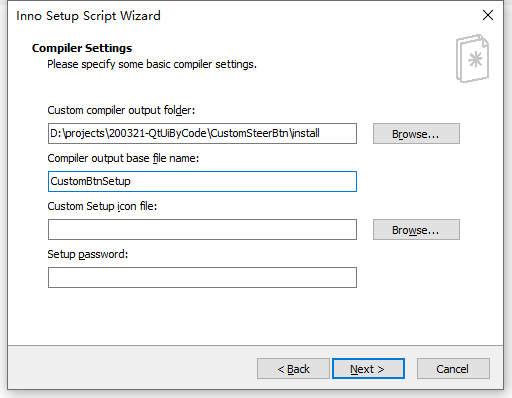 Inno Setup Script Wizard
Compiler Settings
Please specify some basic compiler settings.
Custom compiler output folder:
D:\projects\200321-QtUiByCode\CustomSteerBtn\install
Browse...
Compiler output base file name:
CustomBtnSetup
Custom Setup icon file:
Browse...
Setup password:
< Back
Next >
Cancel